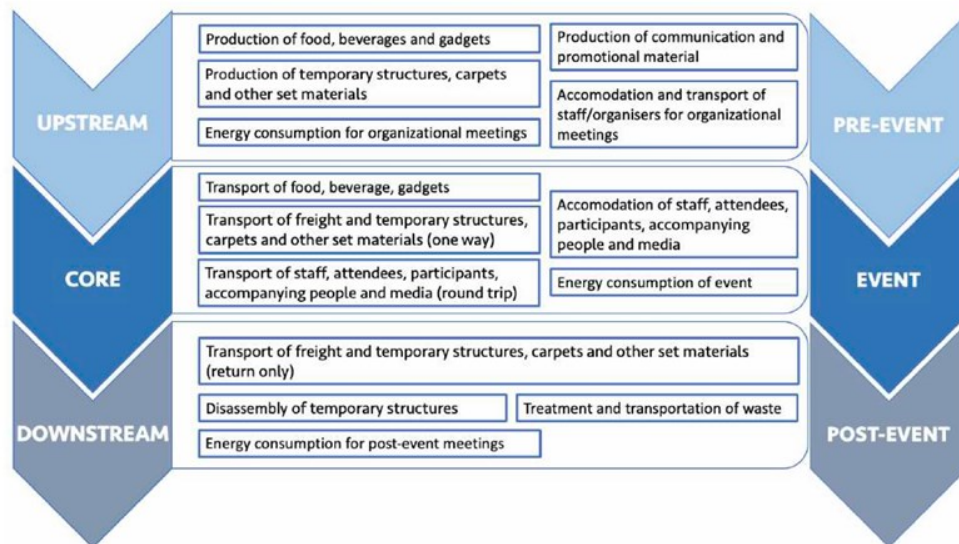 UPSTREAM
Production of food, beverages and gadgets
Production of temporary structures, carpets
and other set materials
Energy consumption for organizational meetings
Production of communication and
promotional material
Accomodation and transport of
staff/organisers for organizational
meetings
PRE-EVENT
CORE
Transport of food, beverage, gadgets
Transport of freight and temporary structures,
carpets and other set materials (one way)
Transport of staff, attendees, participants,
accompanying people and media (round trip)
Accomodation of staff, attendees,
participants, accompanying
people and media
Energy consumption of event
EVENT
DOWNSTREAM
Transport of freight and temporary structures, carpets and other set materials
(return only)
Disassembly of temporary structures
Treatment and transportation of waste
Energy consumption for post-event meetings
POST-EVENT